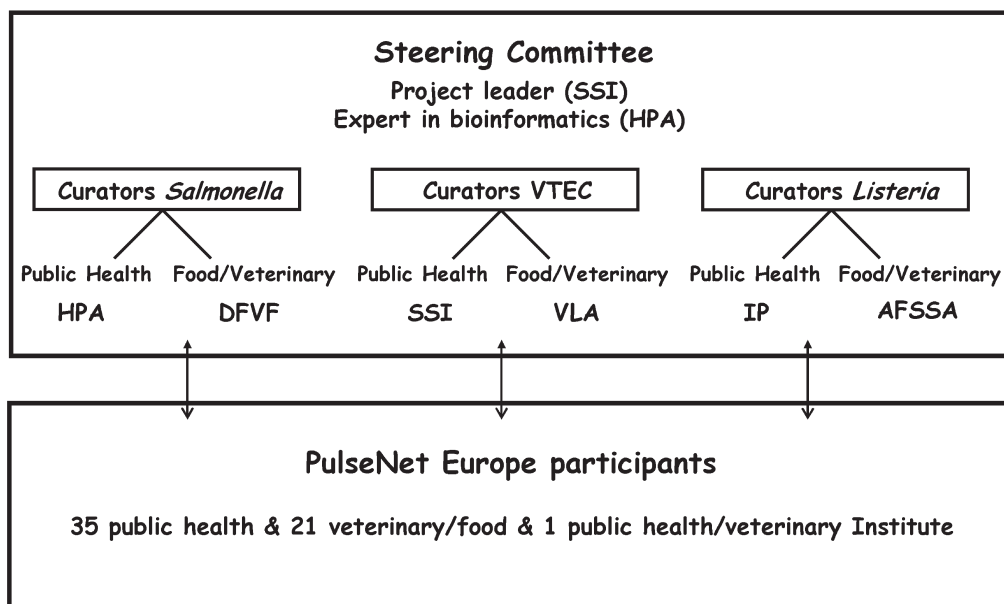 Steering Committee
Project leader (SSI)
Expert in bioinformatics (HPA)
Curators Salmonella
Curators VTEC
Curators Listeria
Public Health Food/Veterinary Public Health Food/Veterinary Public Health Food/Veterinary
HPA DFVF SSI VLA IP AFSSA
PulseNet Europe participants
35 public health & 21 veterinary/food & 1 public health/veterinary Institute